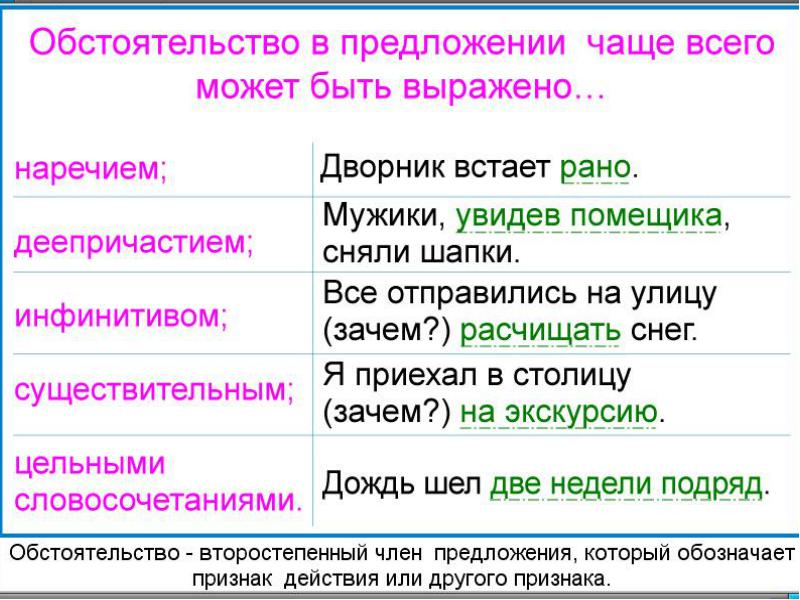 Обстоятельство в предложении чаще всего
может быть выражено...
наречием;
Дворник встает рано.
деепричастием;
Мужики, увидев помещика,
сняли шапки.
инфинитивом;
Все отправились на улицу
(зачем?) расчищать снег.
существительным;
Я приехал в столицу
(зачем?) на экскурсию.
цельными
словосочетаниями.
Дождь шел две недели подряд.
Обстоятельство - второстепенный член предложения, который обозначает
признак действия или другого признака.